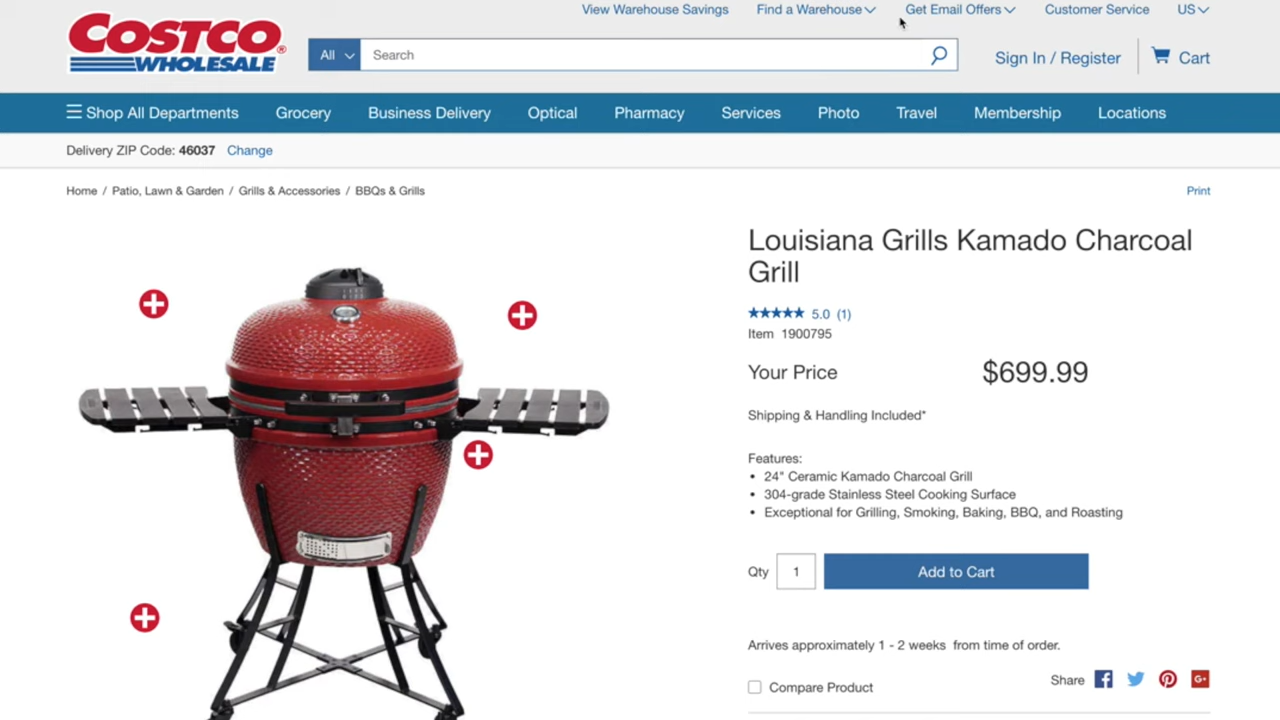 View Warehouse Savings Find a Warehouse Get Email Offers Customer Service US
COSTCO®
WHOLESALE
All Search Sign In / Register Cart
Shop All Departments Grocery Business Delivery Optical Pharmacy Services Photo Travel Membership Locations
Delivery ZIP Code: 46037 Change
Home / Patio, Lawn & Garden / Grills & Accessories / BBQs & Grills Print
Louisiana Grills Kamado Charcoal
Grill
5.0 (1)
Item 1900795
Your Price $699.99
Shipping & Handling Included*
Features:
• 24" Ceramic Kamado Charcoal Grill
• 304-grade Stainless Steel Cooking Surface
• Exceptional for Grilling, Smoking, Baking, BBQ, and Roasting
Qty 1 Add to Cart
Arrives approximately 1 - 2 weeks from time of order.
Compare Product Share